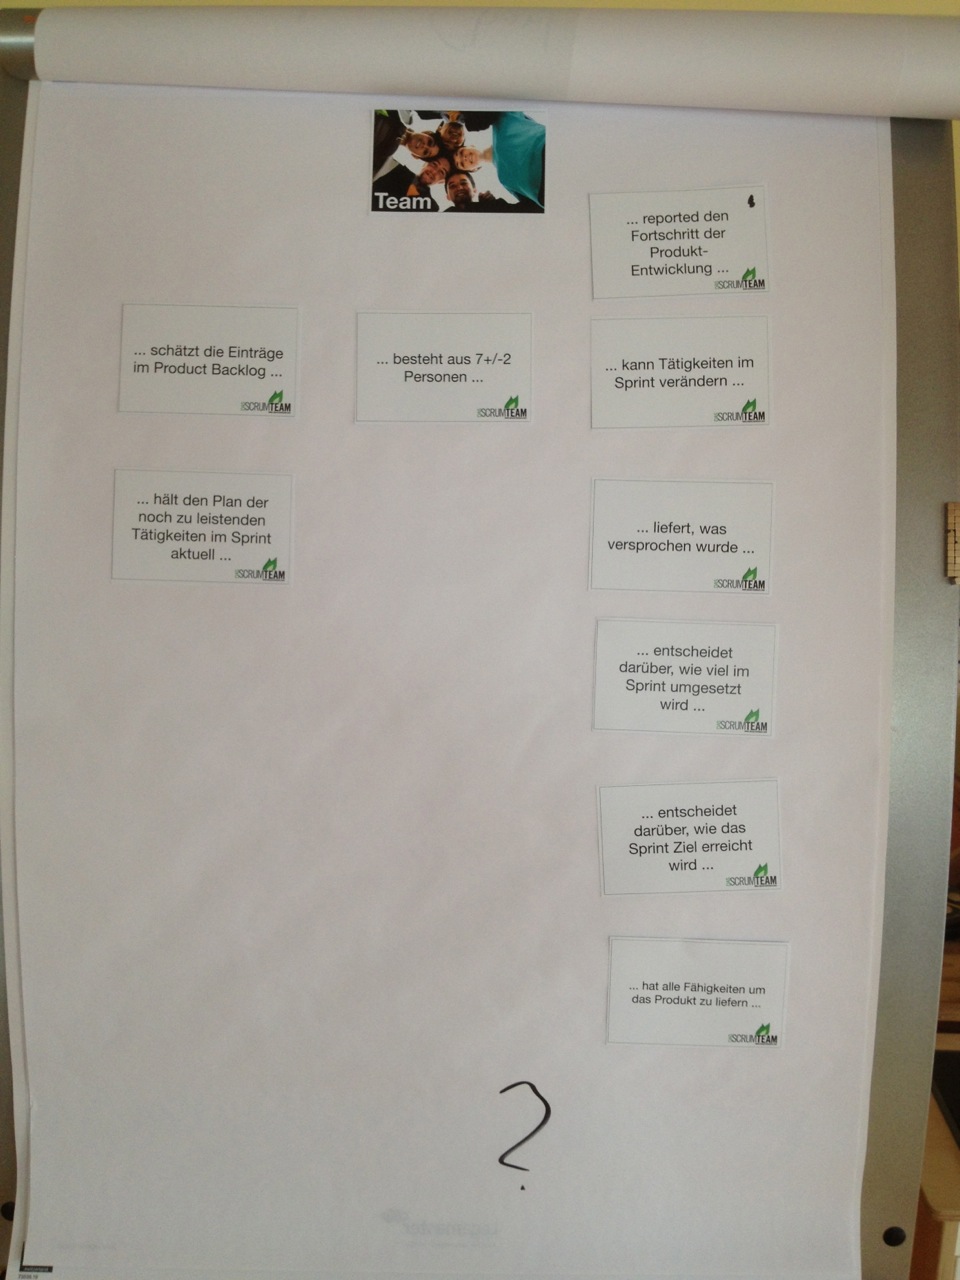 Team
... reported den
Fortschritt der
Produkt-
Entwicklung ...
SCRUMTEAM
... schätzt die Einträge
im Product Backlog ...
SCRUMTEAM
... besteht aus 7+/-2
Personen ...
SCRUMTEAM
... kann Tätigkeiten im
Sprint verändern ...
SCRUMTEAM
... hält den Plan der
noch zu leistenden
Tätigkeiten im Sprint
aktuell ...
SCRUMTEAM
... liefert, was
versprochen wurde ...
SCRUMTEAM
... entscheidet
darüber, wie viel im
Sprint umgesetzt
wird ...
SCRUMTEAM
... entscheidet
darüber, wie das
Sprint Ziel erreicht
wird ...
SCRUMTEAM
... hat alle Fähigkeiten um
das Produkt zu liefern ...
SCRUMTEAM
?